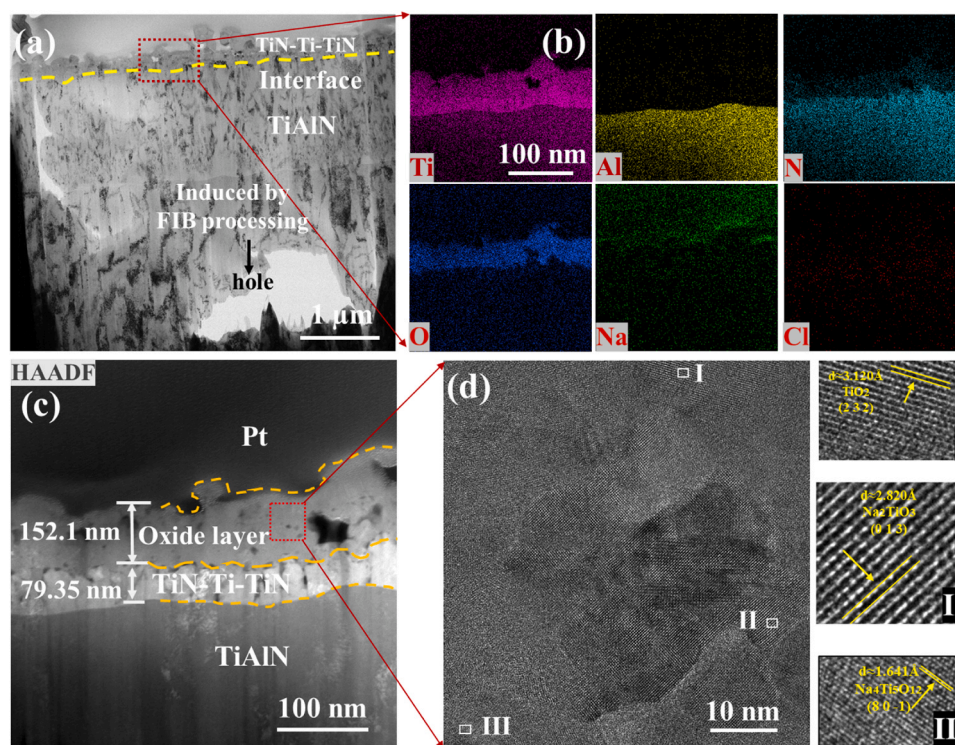 (a)
TiN-Ti-TiN
Interface
TiAlN
Induced by
FIB processing
hole
1 μm
(b)
Ti
100 nm
Al
N
O
Na
Cl
HAADF
(c)
Pt
152.1 nm
Oxide layer
79.35 nm
TiN-Ti-TiN
TiAlN
100 nm
(d)
I
II
III
10 nm
d=3.120Å
TiO2
(2 3 2)
d=2.820Å
Na2TiO3
(0 1 3)
I
d=1.641Å
Na4Ti5O12
(8 0 -1)
II